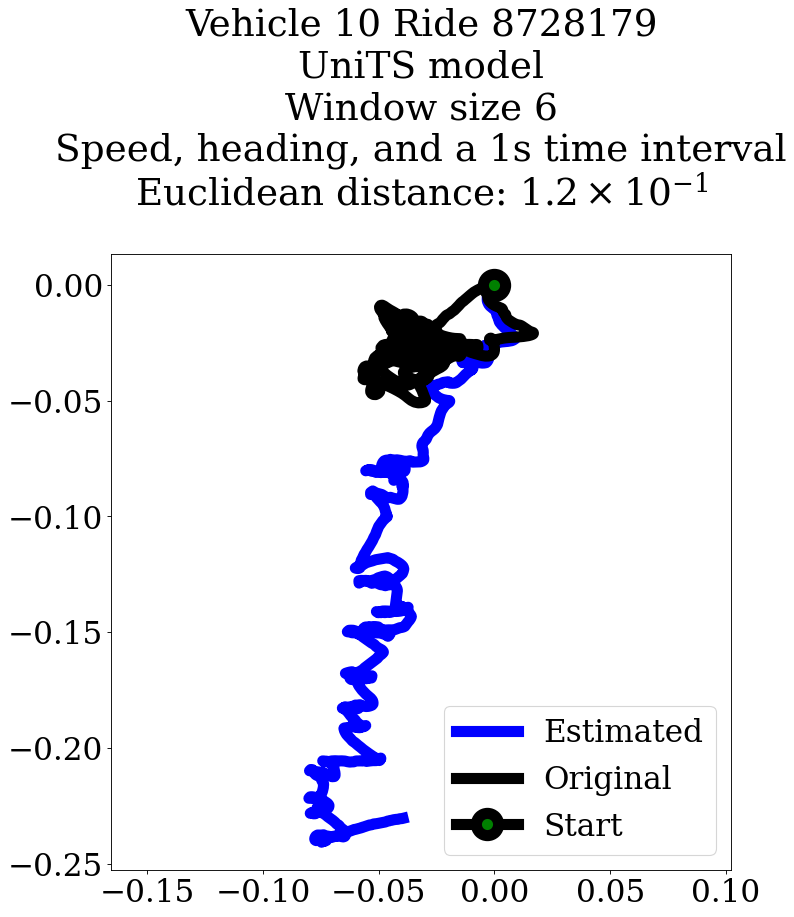 Vehicle 10 Ride 8728179
UniTS model
Window size 6
Speed, heading, and a 1s time interval
Euclidean distance: 1.2 × 10⁻¹
0.00
−0.05
−0.10
−0.15
−0.20
−0.25
Estimated
Original
Start
−0.15 −0.10 −0.05 0.00 0.05 0.10